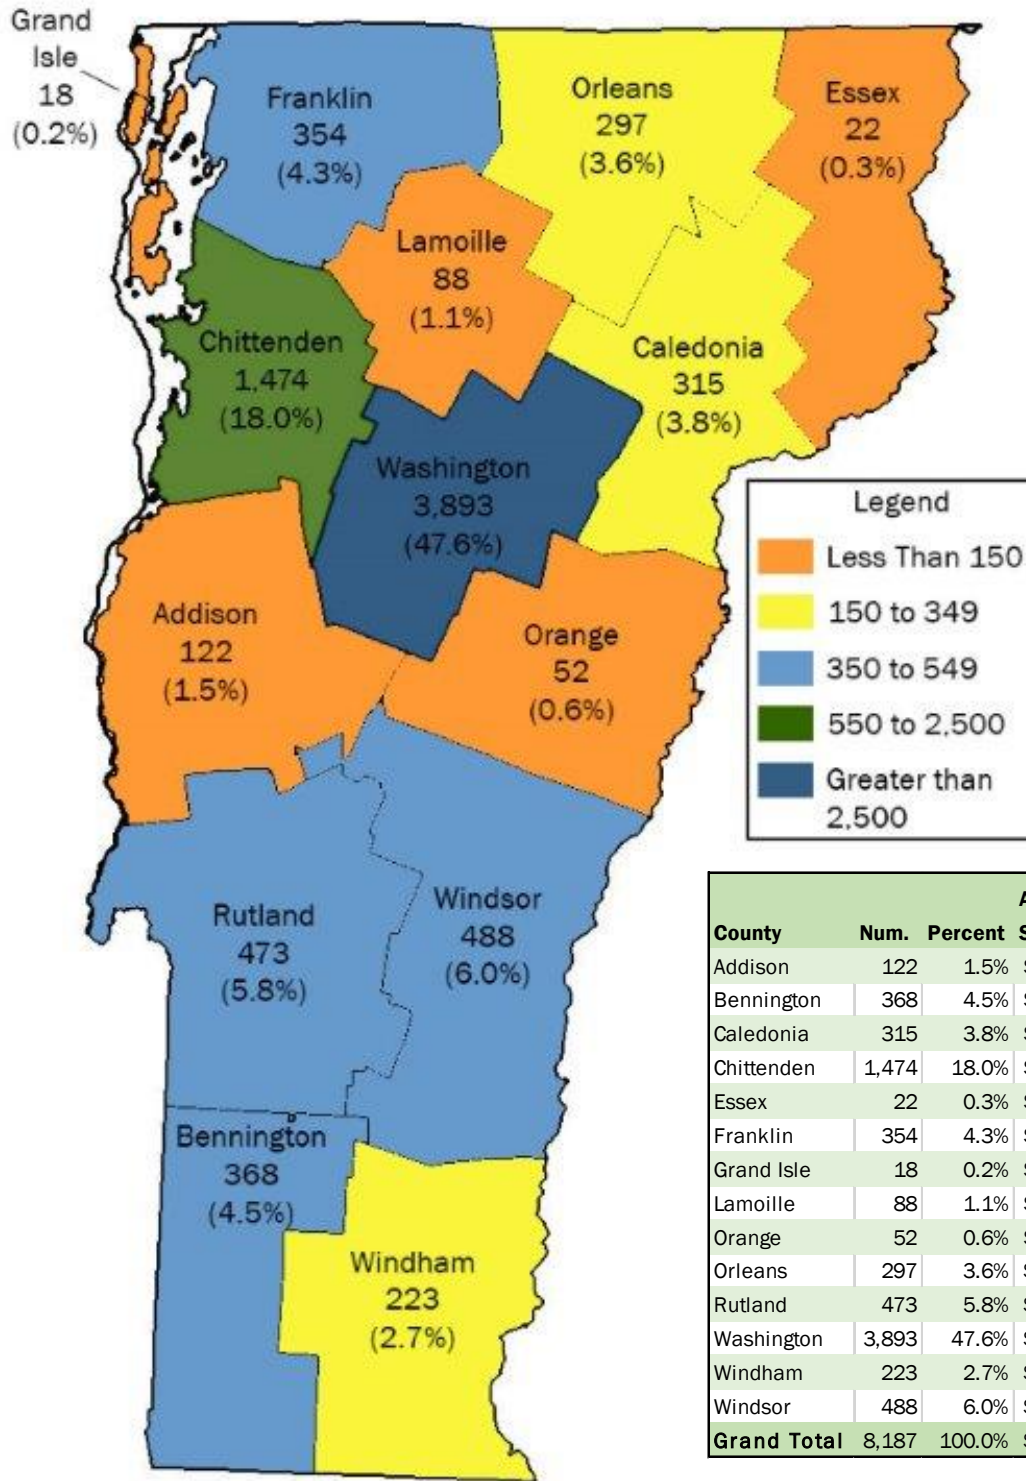 Grand
Isle
18
(0.2%)
Franklin
354
(4.3%)
Orleans
297
(3.6%)
Essex
22
(0.3%)
Lamoille
88
(1.1%)
Chittenden
1,474
(18.0%)
Caledonia
315
(3.8%)
Washington
3,893
(47.6%)
Addison
122
(1.5%)
Orange
52
(0.6%)
Legend
Less Than 150
150 to 349
350 to 549
550 to 2,500
Greater than
2,500
Rutland
473
(5.8%)
Windsor
488
(6.0%)
Bennington
368
(4.5%)
Windham
223
(2.7%)
County Num. Percent
Addison 122 1.5% $
Bennington 368 4.5% $
Caledonia 315 3.8% $
Chittenden 1,474 18.0% $
Essex 22 0.3% $
Franklin 354 4.3% $
Grand Isle 18 0.2% $
Lamoille 88 1.1% $
Orange 52 0.6% $
Orleans 297 3.6% $
Rutland 473 5.8% $
Washington 3,893 47.6% $
Windham 223 2.7% $
Windsor 488 6.0% $
Grand Total 8,187 100.0% $